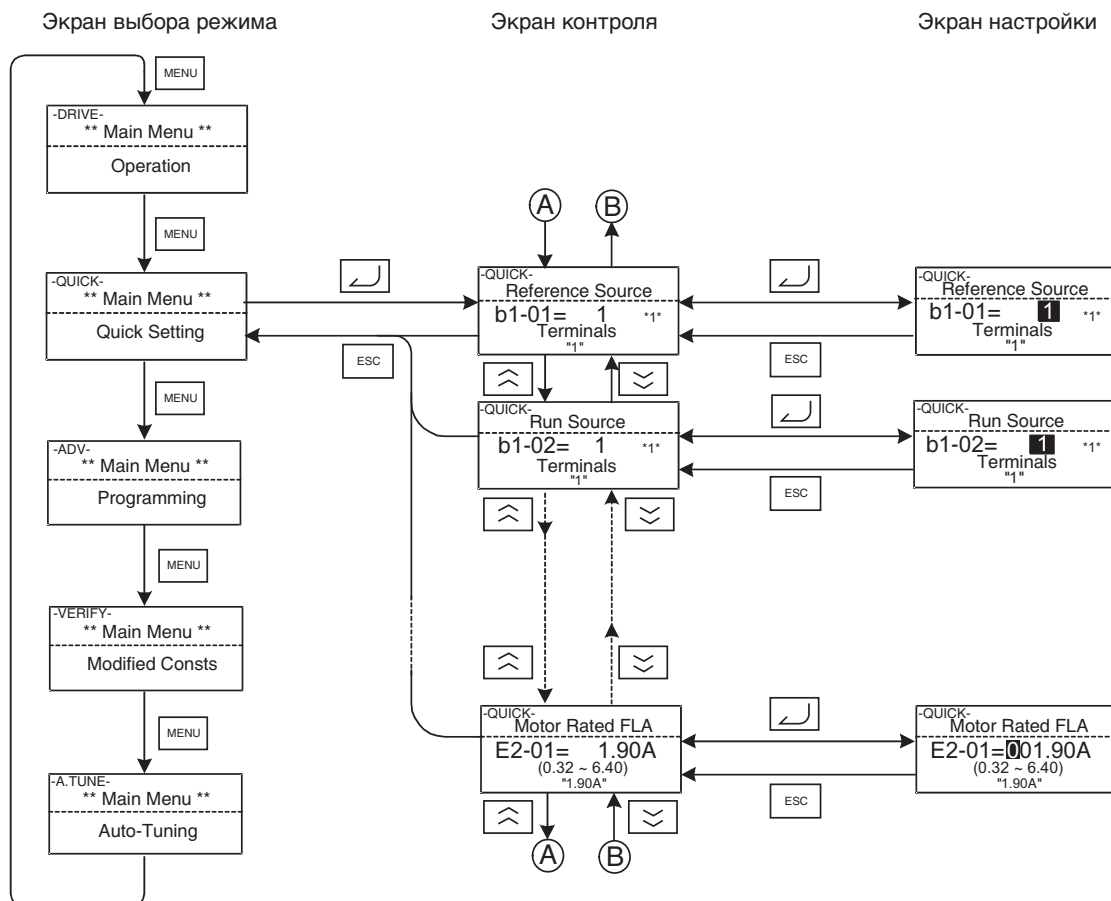 Экран выбора режима
Экран контроля
Экран настройки
MENU
-DRIVE-
** Main Menu **
Operation
MENU
-QUICK-
** Main Menu **
Quick Setting
MENU
-ADV-
** Main Menu **
Programming
MENU
-VERIFY-
** Main Menu **
Modified Consts
MENU
-A.TUNE-
** Main Menu **
Auto-Tuning
ESC
A
B
-QUICK-
Reference Source
b1-01= 1 *1*
Terminals
"1"
-QUICK-
Run Source
b1-02= 1 *1*
Terminals
"1"
-QUICK-
Motor Rated FLA
E2-01= 1.90A
(0.32 ~ 6.40)
"1.90A"
A
B
-QUICK-
Reference Source
b1-01= 1 *1*
Terminals
"1"
ESC
-QUICK-
Run Source
b1-02= 1 *1*
Terminals
"1"
ESC
-QUICK-
Motor Rated FLA
E2-01=001.90A
(0.32 ~ 6.40)
"1.90A"
ESC